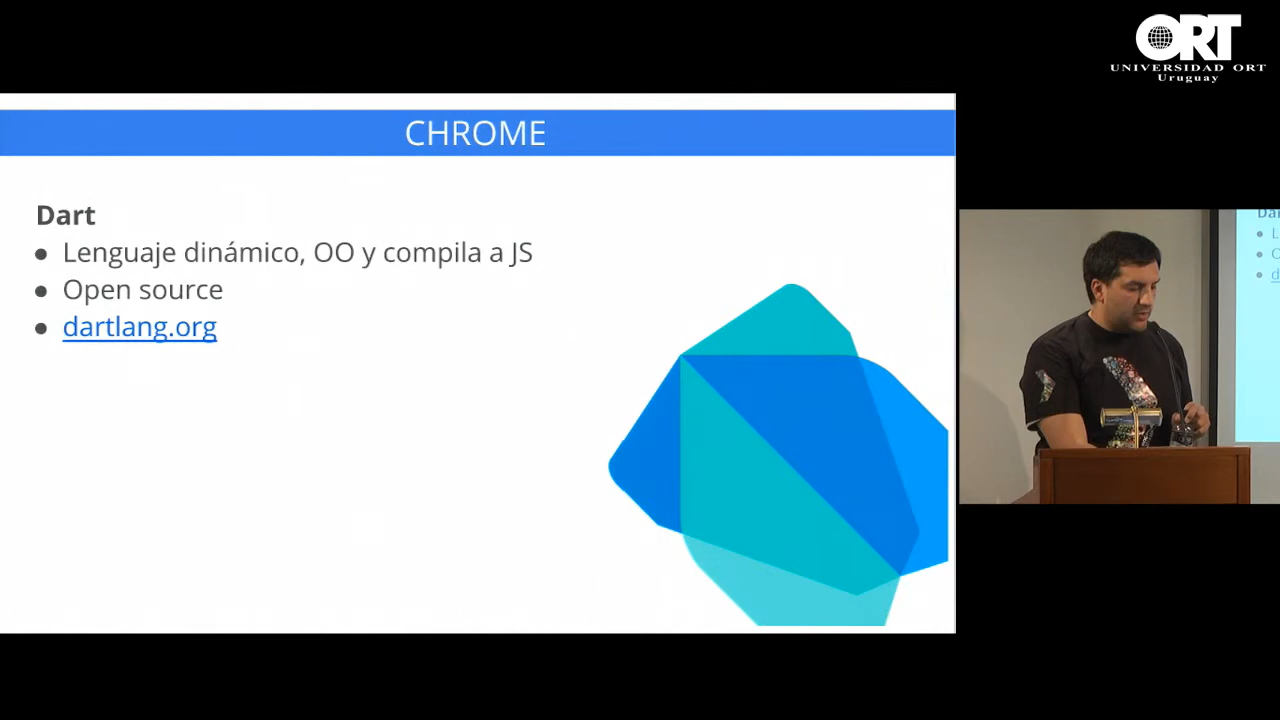 ORT
UNIVERSIDAD ORT
Uruguay
CHROME
Dart
● Lenguaje dinámico, OO y compila a JS
● Open source
● dartlang.org